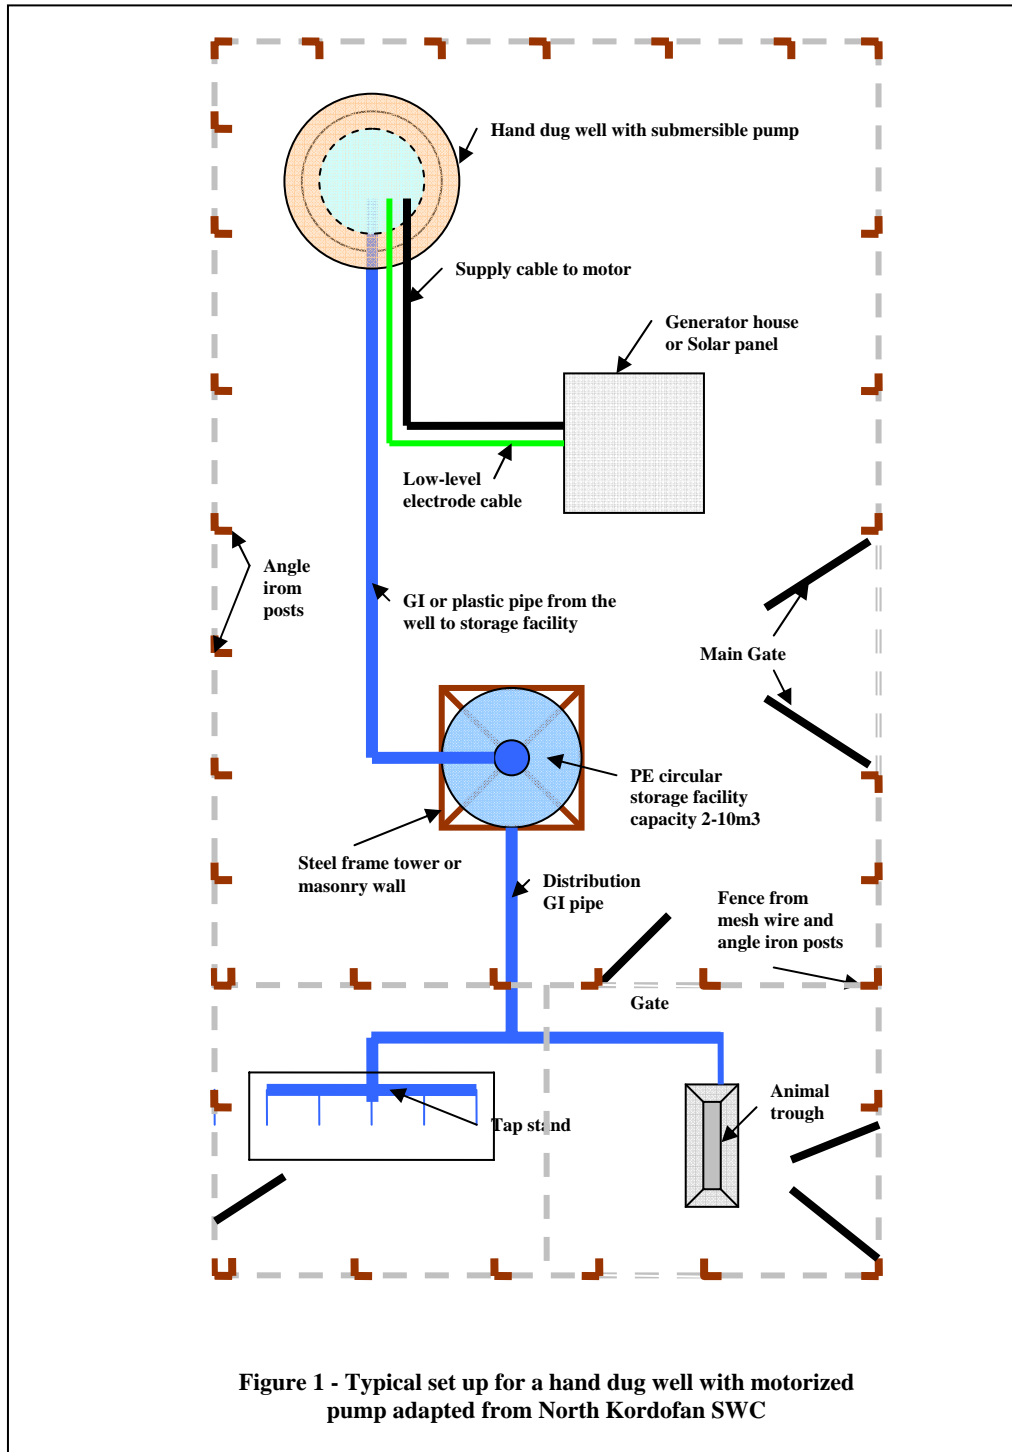 Hand dug well with submersible pump
Supply cable to motor
Generator house
or Solar panel
Low-level
electrode cable
Angle
irom
posts
GI or plastic pipe from the
well to storage facility
Main Gate
PE circular
storage facility
capacity 2-10m3
Steel frame tower or
masonry wall
Distribution
GI pipe
Fence from
mesh wire and
angle iron posts
Gate
Animal
trough
Tap stand
Figure 1 - Typical set up for a hand dug well with motorized
pump adapted from North Kordofan SWC